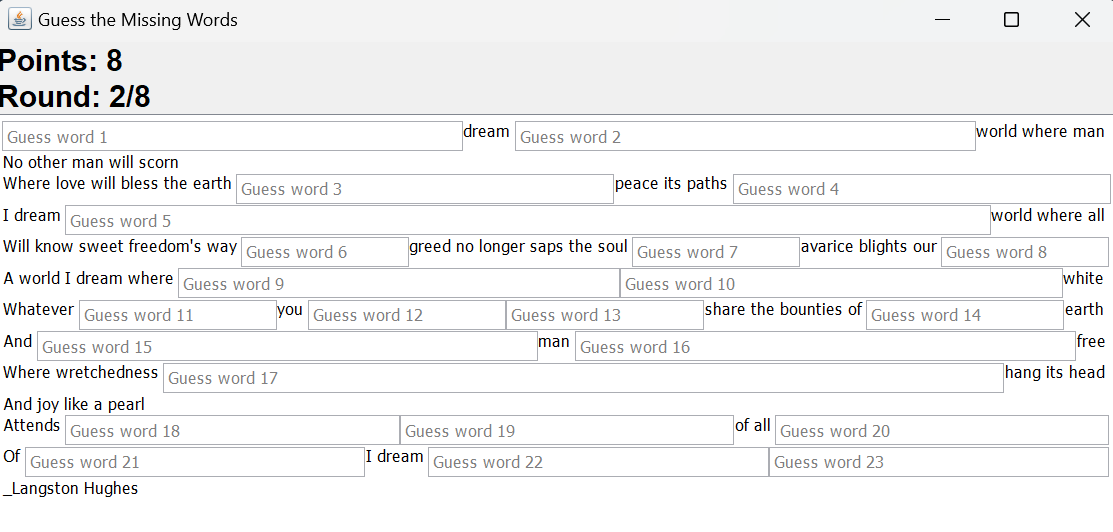 Guess the Missing Words
Points: 8
Round: 2/8
Guess word 1 dream Guess word 2 world where man
No other man will scorn
Where love will bless the earth Guess word 3 peace its paths Guess word 4
I dream Guess word 5 world where all
Will know sweet freedom's way Guess word 6 greed no longer saps the soul Guess word 7 avarice blights our Guess word 8
A world I dream where Guess word 9 Guess word 10 white
Whatever Guess word 11 you Guess word 12 Guess word 13 share the bounties of Guess word 14 earth
And Guess word 15 man Guess word 16 free
Where wretchedness Guess word 17 hang its head
And joy like a pearl
Attends Guess word 18 Guess word 19 of all Guess word 20
Of Guess word 21 I dream Guess word 22 Guess word 23
_Langston Hughes